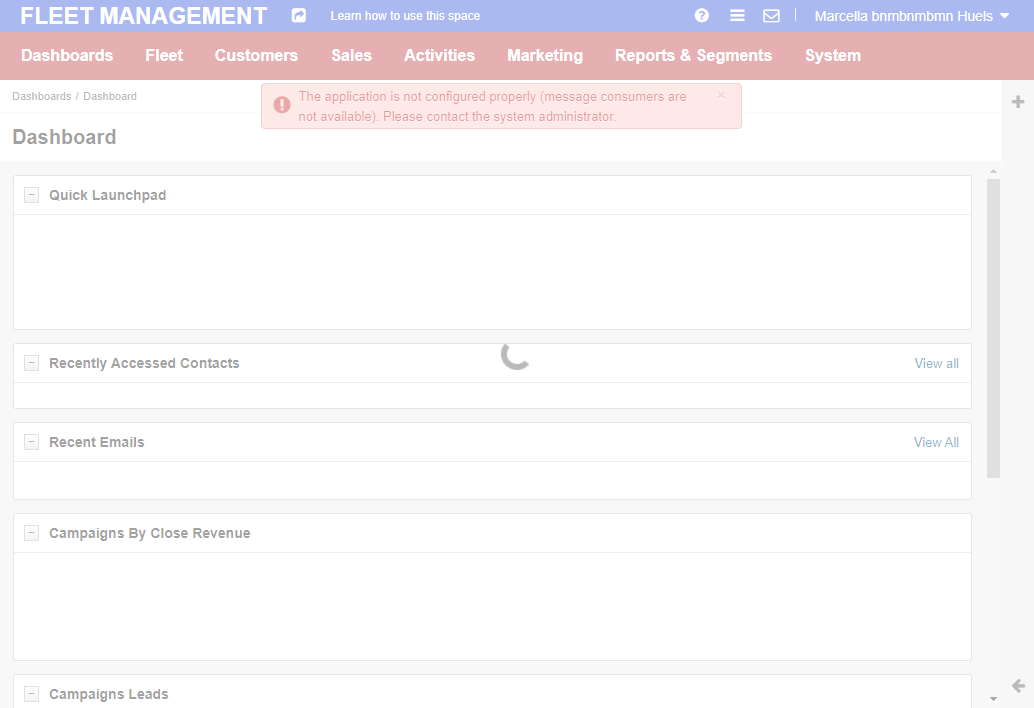 FLEET MANAGEMENT
Learn how to use this space
Marcella bnmbnmbmn Huels
Dashboards Fleet Customers Sales Activities Marketing Reports & Segments System
Dashboards / Dashboard
The application is not configured properly (message consumers are
not available). Please contact the system administrator.
Dashboard
Quick Launchpad
Recently Accessed Contacts
View all
Recent Emails
View All
Campaigns By Close Revenue
Campaigns Leads